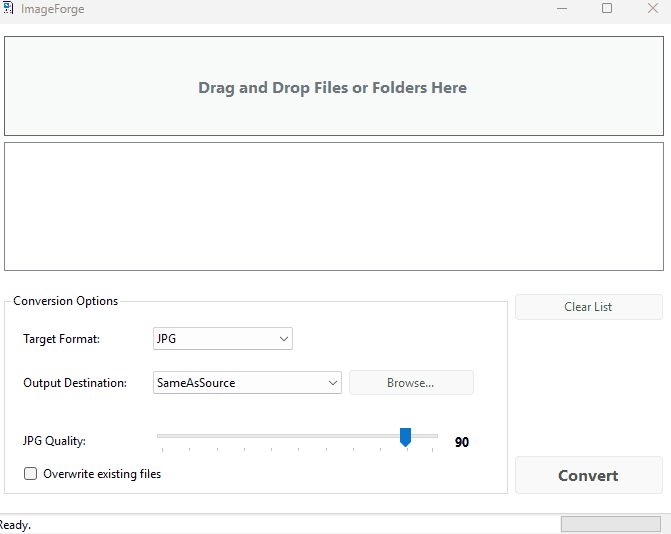 ImageForge
Drag and Drop Files or Folders Here
Conversion Options
Clear List
Target Format:
JPG
Output Destination:
SameAsSource
Browse...
JPG Quality:
90
Overwrite existing files
Convert
Ready.